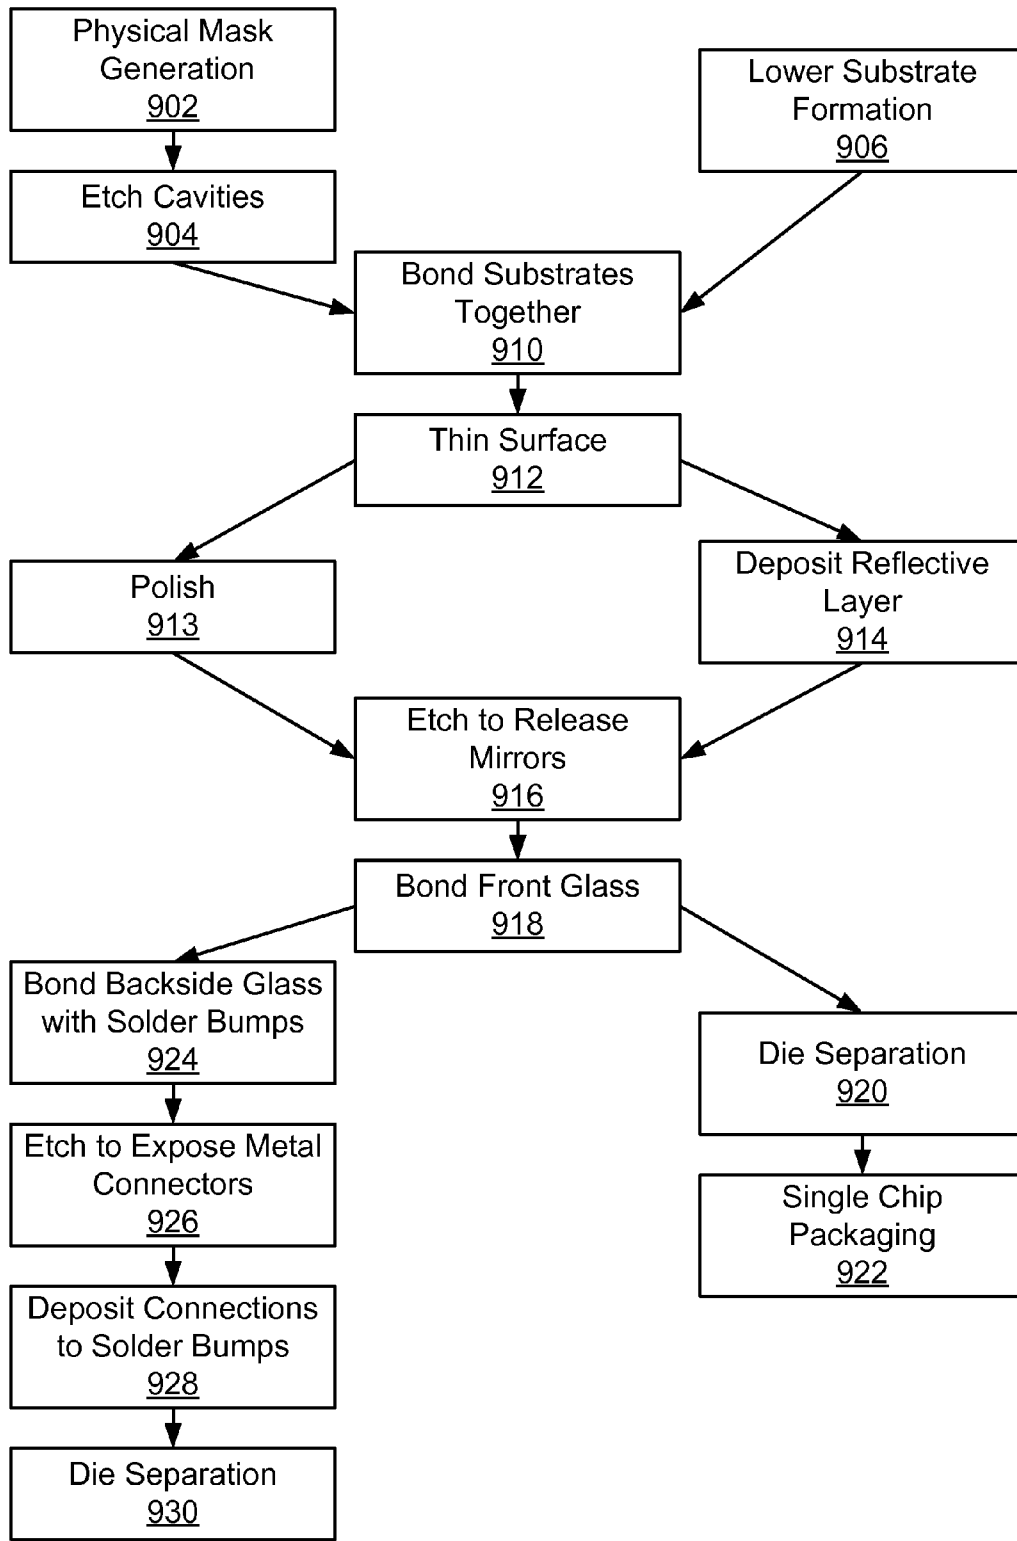 Physical Mask
Generation
902
Lower Substrate
Formation
906
Etch Cavities
904
Bond Substrates
Together
910
Thin Surface
912
Polish
913
Deposit Reflective
Layer
914
Etch to Release
Mirrors
916
Bond Front Glass
918
Bond Backside Glass
with Solder Bumps
924
Die Separation
920
Etch to Expose Metal
Connectors
926
Single Chip
Packaging
922
Deposit Connections
to Solder Bumps
928
Die Separation
930